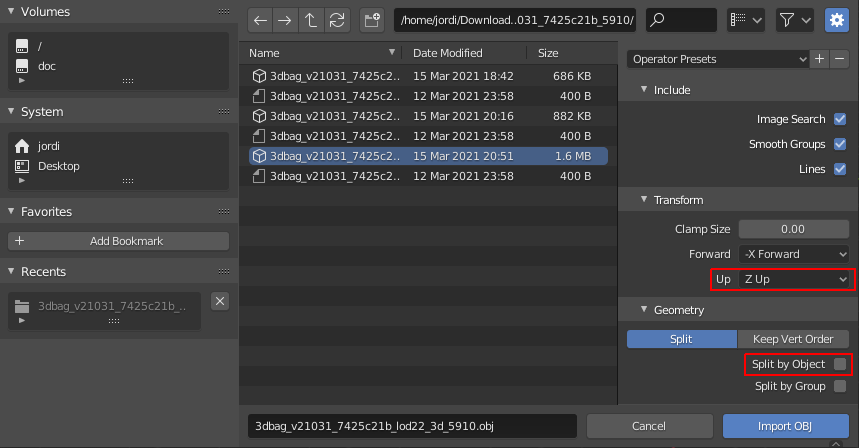 Volumes
/
doc
System
jordi
Desktop
Favorites
Add Bookmark
Recents
3dbag_v21031_7425c21b_..
/home/jordi/Download..031_7425c21b_5910/
Name Date Modified Size
3dbag_v21031_7425c2.. 15 Mar 2021 18:42 686 KB
3dbag_v21031_7425c2.. 12 Mar 2021 23:58 400 B
3dbag_v21031_7425c2.. 15 Mar 2021 20:16 882 KB
3dbag_v21031_7425c2.. 12 Mar 2021 23:58 400 B
3dbag_v21031_7425c2.. 15 Mar 2021 20:51 1.6 MB
3dbag_v21031_7425c2.. 12 Mar 2021 23:58 400 B
Operator Presets
Include
Image Search
Smooth Groups
Lines
Transform
Clamp Size 0.00
Forward -X Forward
Up Z Up
Geometry
Split Keep Vert Order
Split by Object
Split by Group
3dbag_v21031_7425c21b_lod22_3d_5910.obj
Cancel
Import OBJ